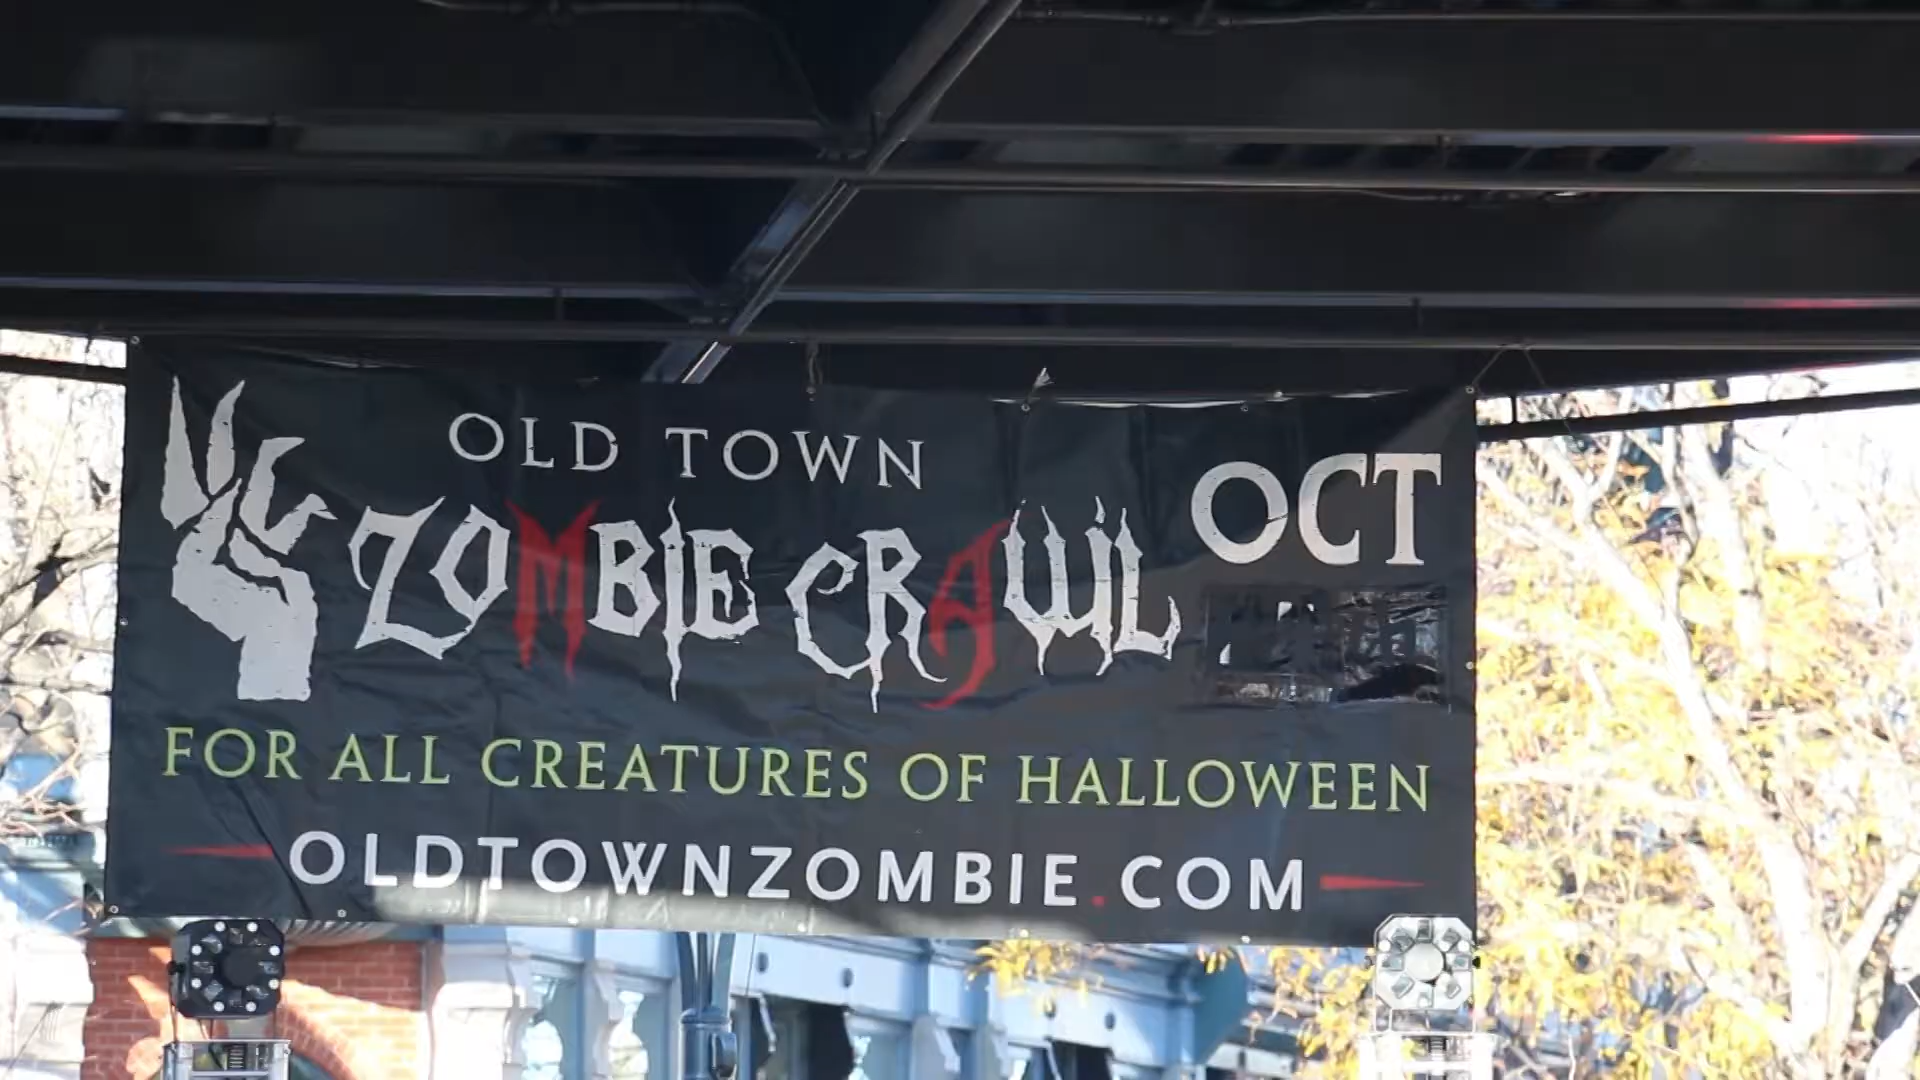 OLD TOWN
ZOMBIE CRAWL
OCT
FOR ALL CREATURES OF HALLOWEEN
OLDTOWNZOMBIE.COM